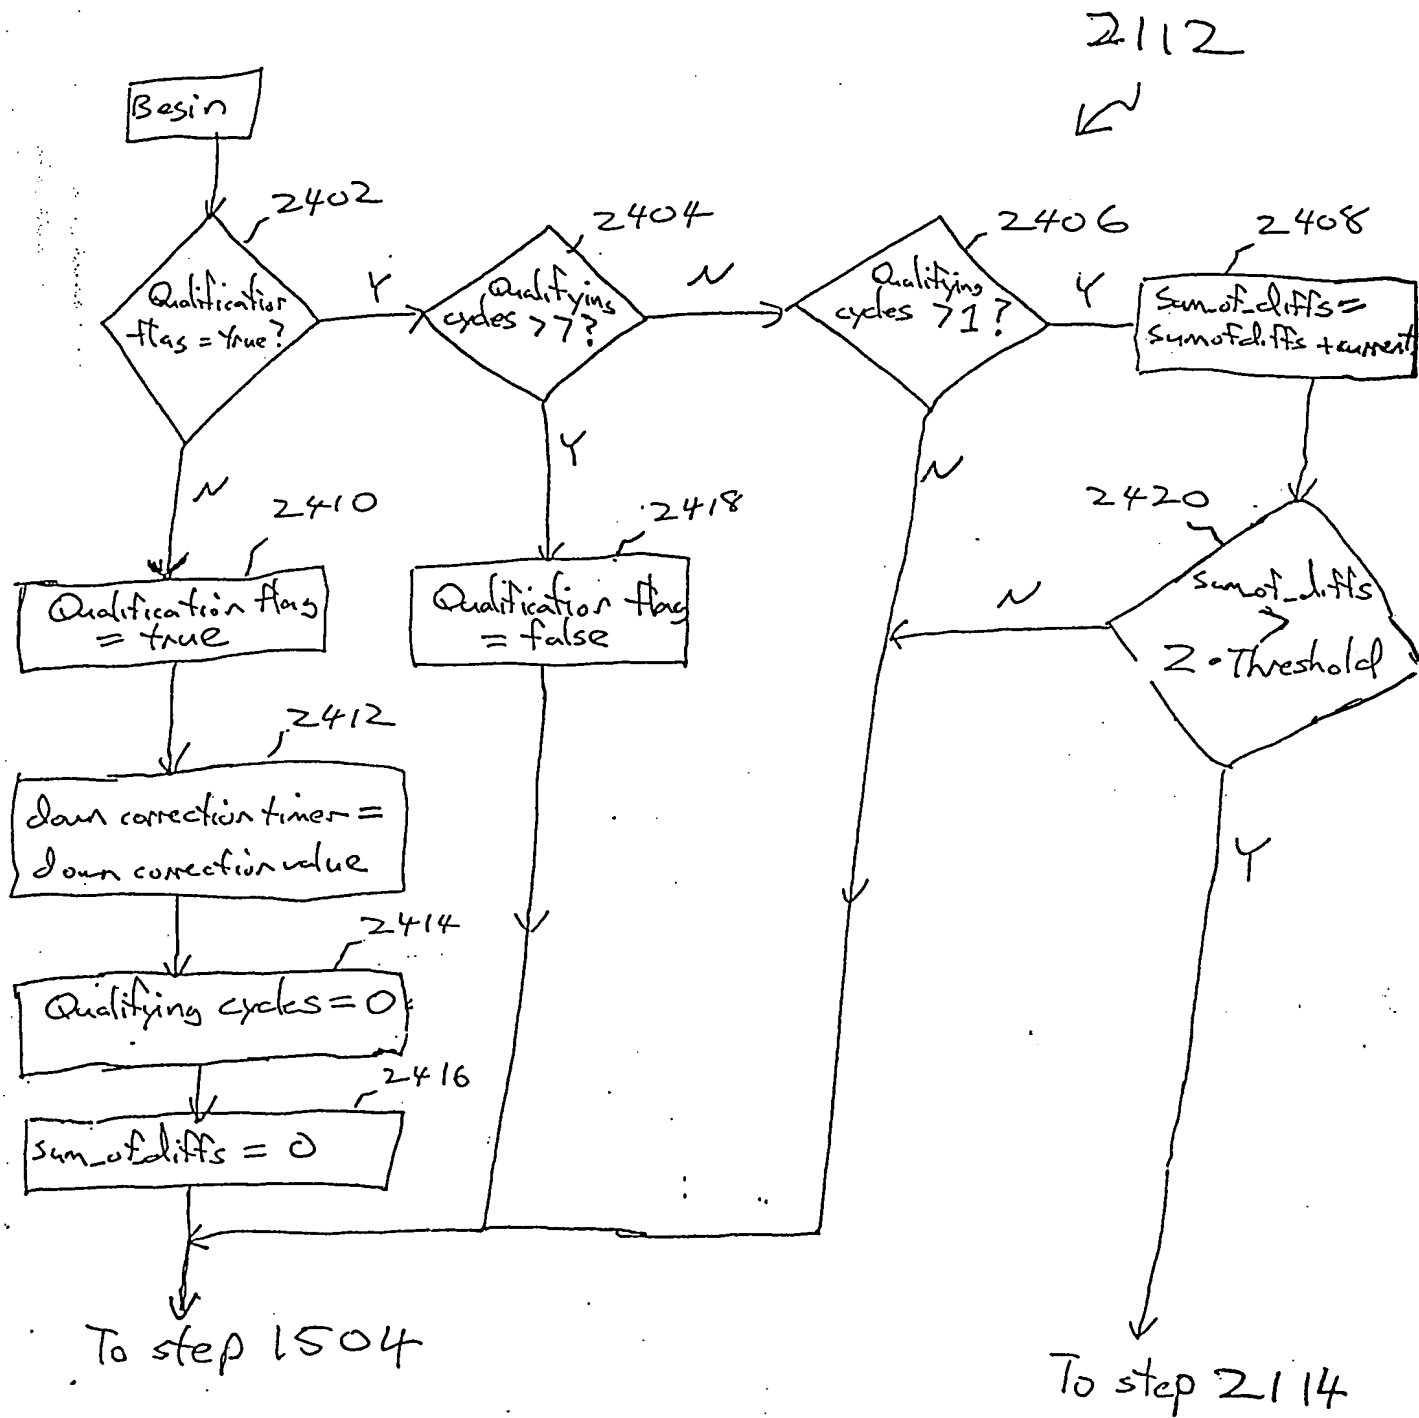 2112
Begin
2402
Qualification
flag = true?
Y
2404
Qualifying
cycles > 7?
N
2406
Qualifying
cycles > 1?
Y
2408
sum_of_diffs =
sumofdiffs + current
N
Y
N
2410
Qualification flag
= true
2418
Qualification flag
= false
2420
sumof_diffs
>
2 • Threshold
N
Y
2412
down correction timer =
down correction value
2414
Qualifying cycles = 0
2416
sum_of_diffs = 0
To step 1504
To step 2114